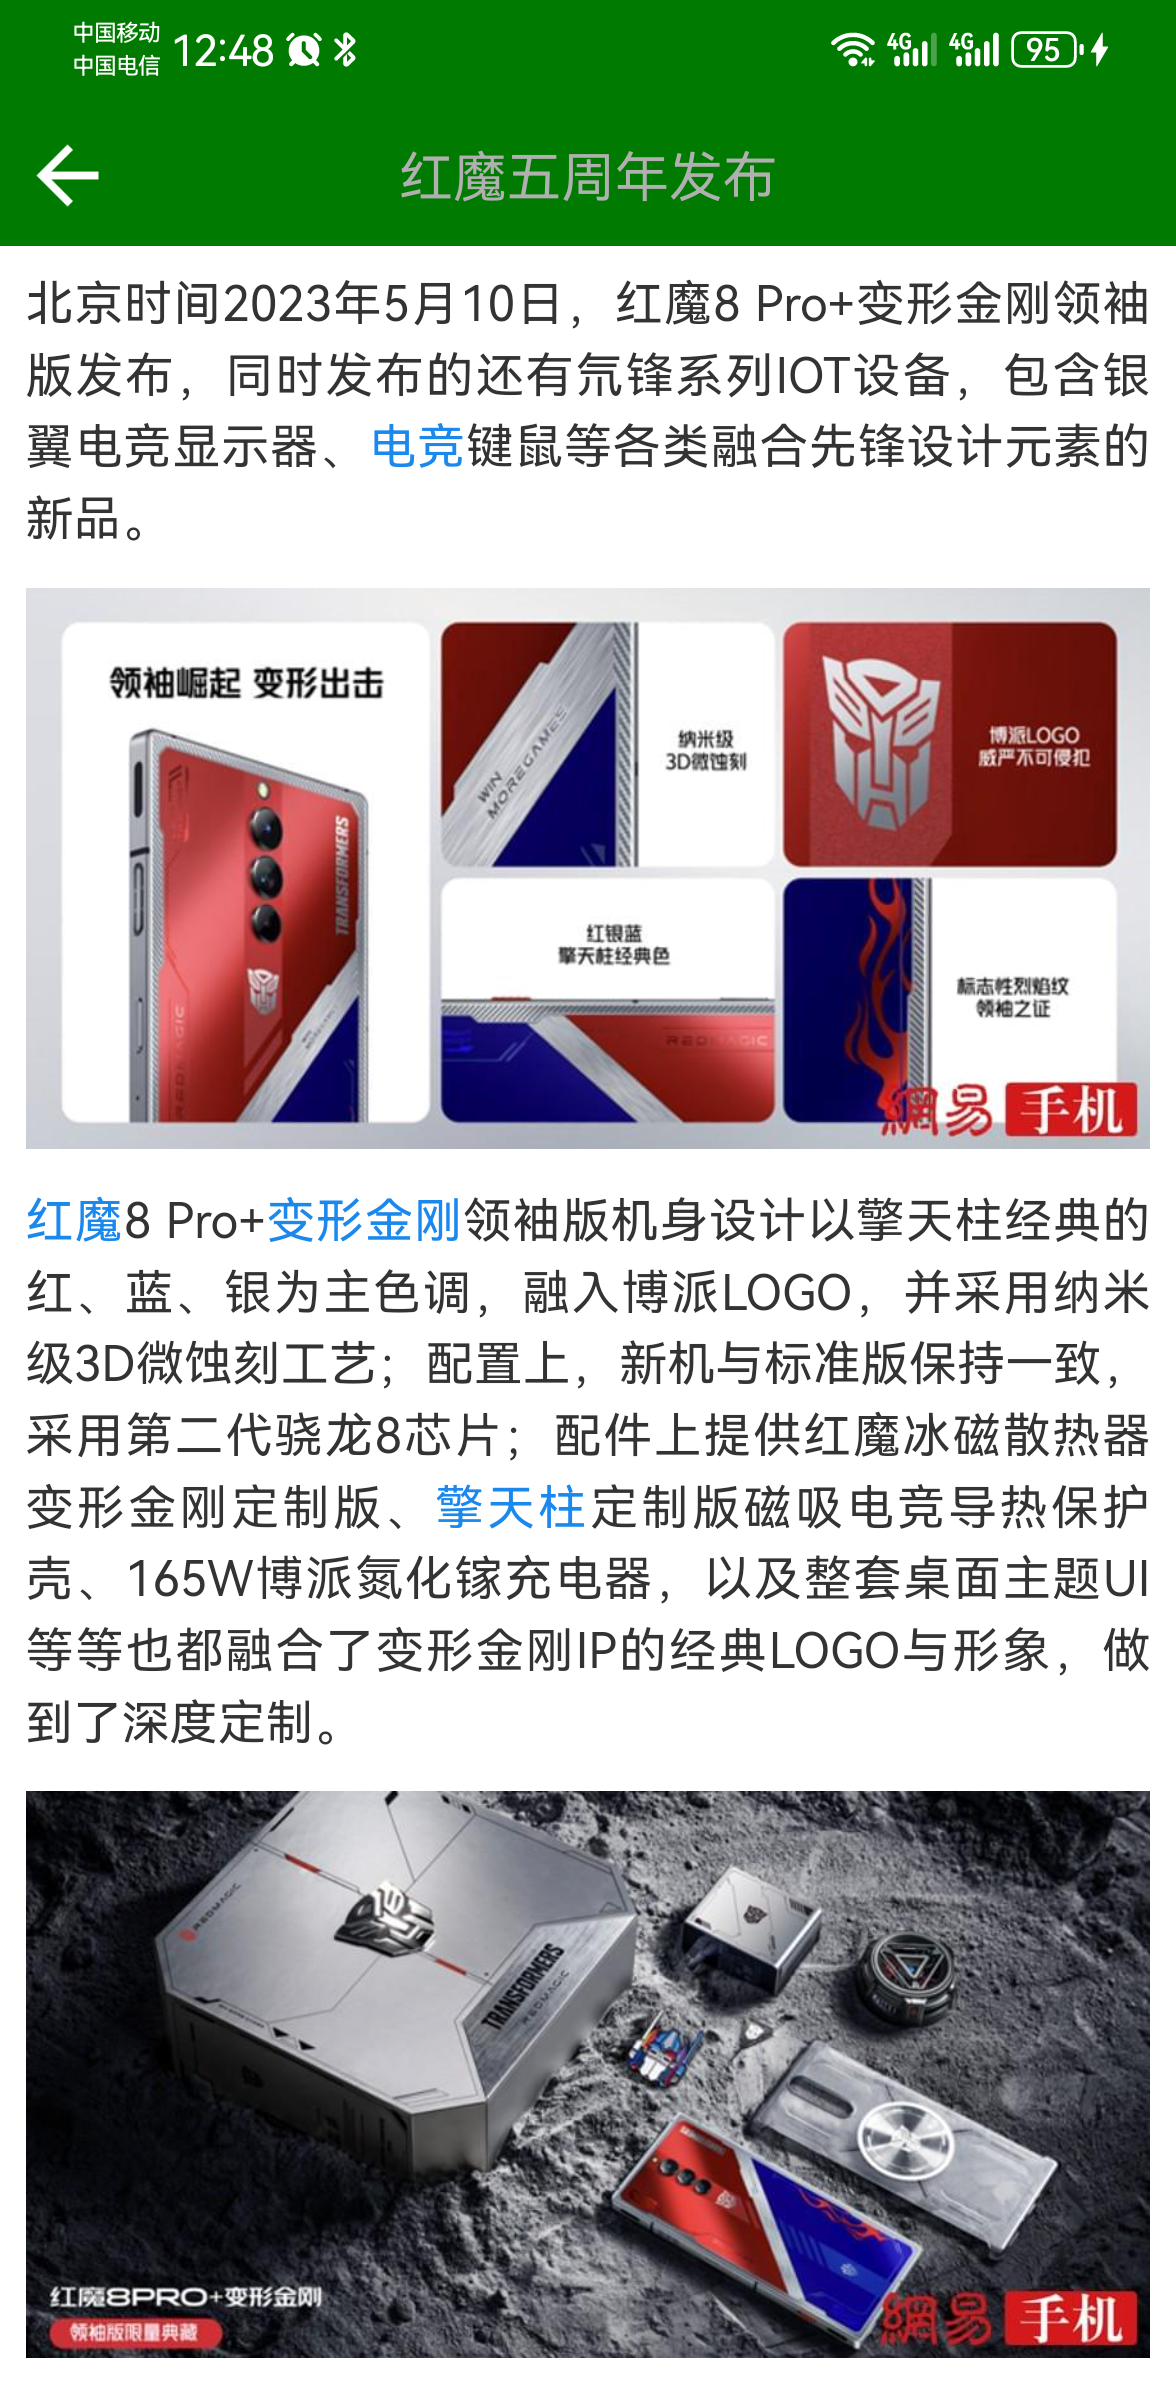 中国移动
中国电信
12:48
4G
4G
95
红魔五周年发布
北京时间2023年5月10日，红魔8 Pro+变形金刚领袖
版发布，同时发布的还有氘锋系列IOT设备，包含银
翼电竞显示器、电竞键鼠等各类融合先锋设计元素的
新品。
领袖崛起 变形出击
TRANSFORMERS
REDMAGIC
WIN
MORE GAMES
纳米级
3D微蚀刻
博派LOGO
威严不可侵犯
红银蓝
擎天柱经典色
REDMAGIC
标志性烈焰纹
领袖之证
網易 手机
红魔8 Pro+变形金刚领袖版机身设计以擎天柱经典的
红、蓝、银为主色调，融入博派LOGO，并采用纳米
级3D微蚀刻工艺；配置上，新机与标准版保持一致，
采用第二代骁龙8芯片；配件上提供红魔冰磁散热器
变形金刚定制版、擎天柱定制版磁吸电竞导热保护
壳、165W博派氮化镓充电器，以及整套桌面主题UI
等等也都融合了变形金刚IP的经典LOGO与形象，做
到了深度定制。
REDMAGIC
TRANSFORMERS
REDMAGIC
红魔8PRO+变形金刚
领袖版限量典藏
網易 手机